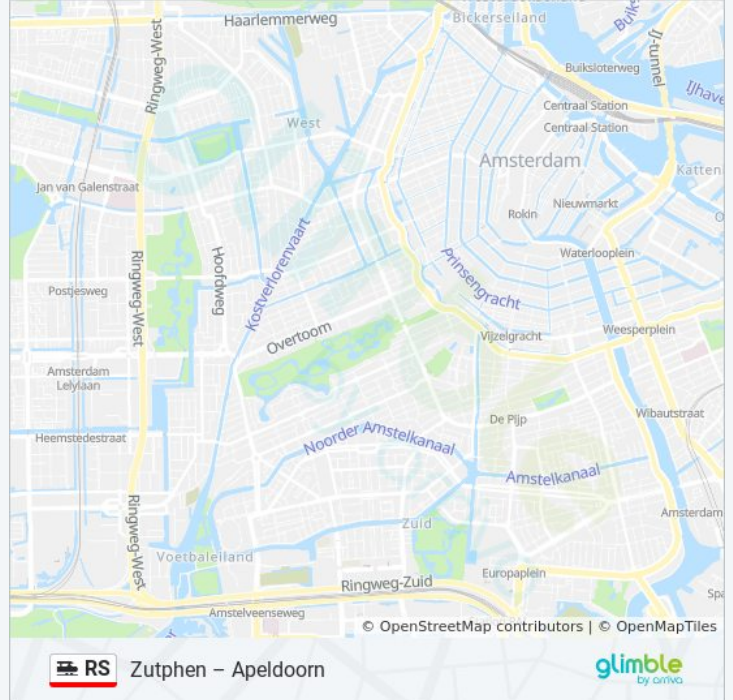 Haarlemmerweg
Bickerseiland
Buiks
IJ-tunnel
Ringweg-West
Buiksloterweg
IJhave
Centraal Station
Centraal Station
West
Amsterdam
Katten
Jan van Galenstraat
Nieuwmarkt
Rokin
O
Kostverlorenvaart
Hoofdweg
Prinsengracht
Waterlooplein
Ringweg-West
Postjesweg
Overtoom
Vijzelgracht
Weesperplein
Amsterdam
Lelylaan
De Pijp
Wibautstraat
Heemstedestraat
Noorder Amstelkanaal
Amstelkanaal
Ringweg-West
Zuid
Amsterdam
Voetbaleiland
Europaplein
Ringweg-Zuid
Spa
Amstelveenseweg
er
© OpenStreetMap contributors | © OpenMapTiles
RS Zutphen – Apeldoorn
glimble
by arriva